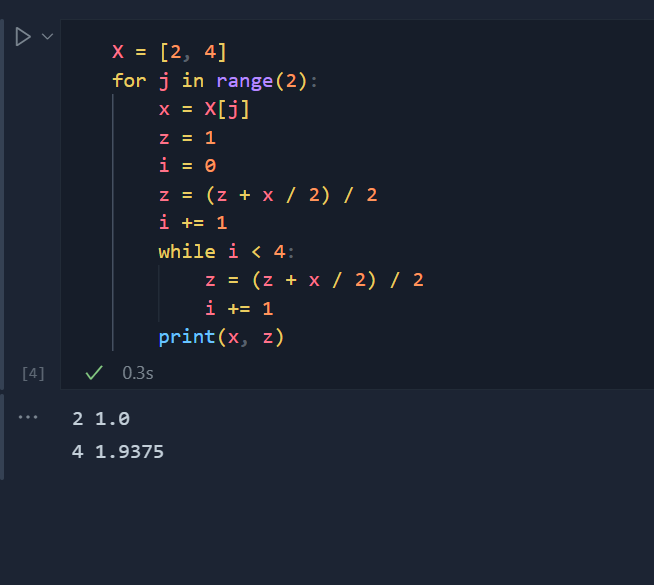 X = [2, 4]
for j in range(2):
    x = X[j]
    z = 1
    i = 0
    z = (z + x / 2) / 2
    i += 1
    while i < 4:
        z = (z + x / 2) / 2
        i += 1
    print(x, z)
[4] 0.3s
2 1.0
4 1.9375